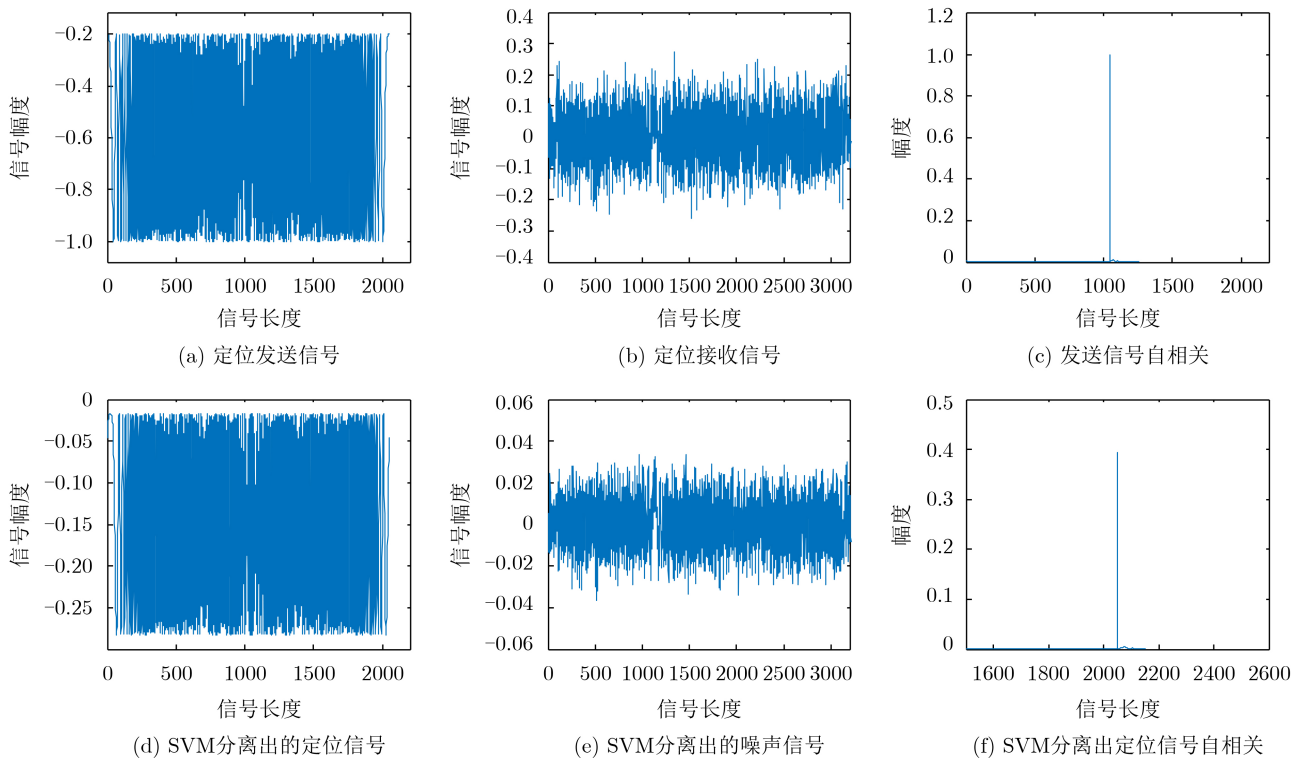 信号幅度
−0.2
−0.4
−0.6
−0.8
−1.0
0 500 1000 1500 2000
信号长度
(a) 定位发送信号
信号幅度
0.4
0.3
0.2
0.1
0
−0.1
−0.2
−0.3
−0.4
0 500 1000 1500 2000 2500 3000
信号长度
(b) 定位接收信号
幅度
1.2
1.0
0.8
0.6
0.4
0.2
0
0 500 1000 1500 2000
信号长度
(c) 发送信号自相关
信号幅度
0
−0.05
−0.10
−0.15
−0.20
−0.25
0 500 1000 1500 2000
信号长度
(d) SVM分离出的定位信号
信号幅度
0.06
0.04
0.02
0
−0.02
−0.04
−0.06
0 500 1000 1500 2000 2500 3000
信号长度
(e) SVM分离出的噪声信号
幅度
0.5
0.4
0.3
0.2
0.1
0
1600 1800 2000 2200 2400 2600
信号长度
(f) SVM分离出定位信号自相关